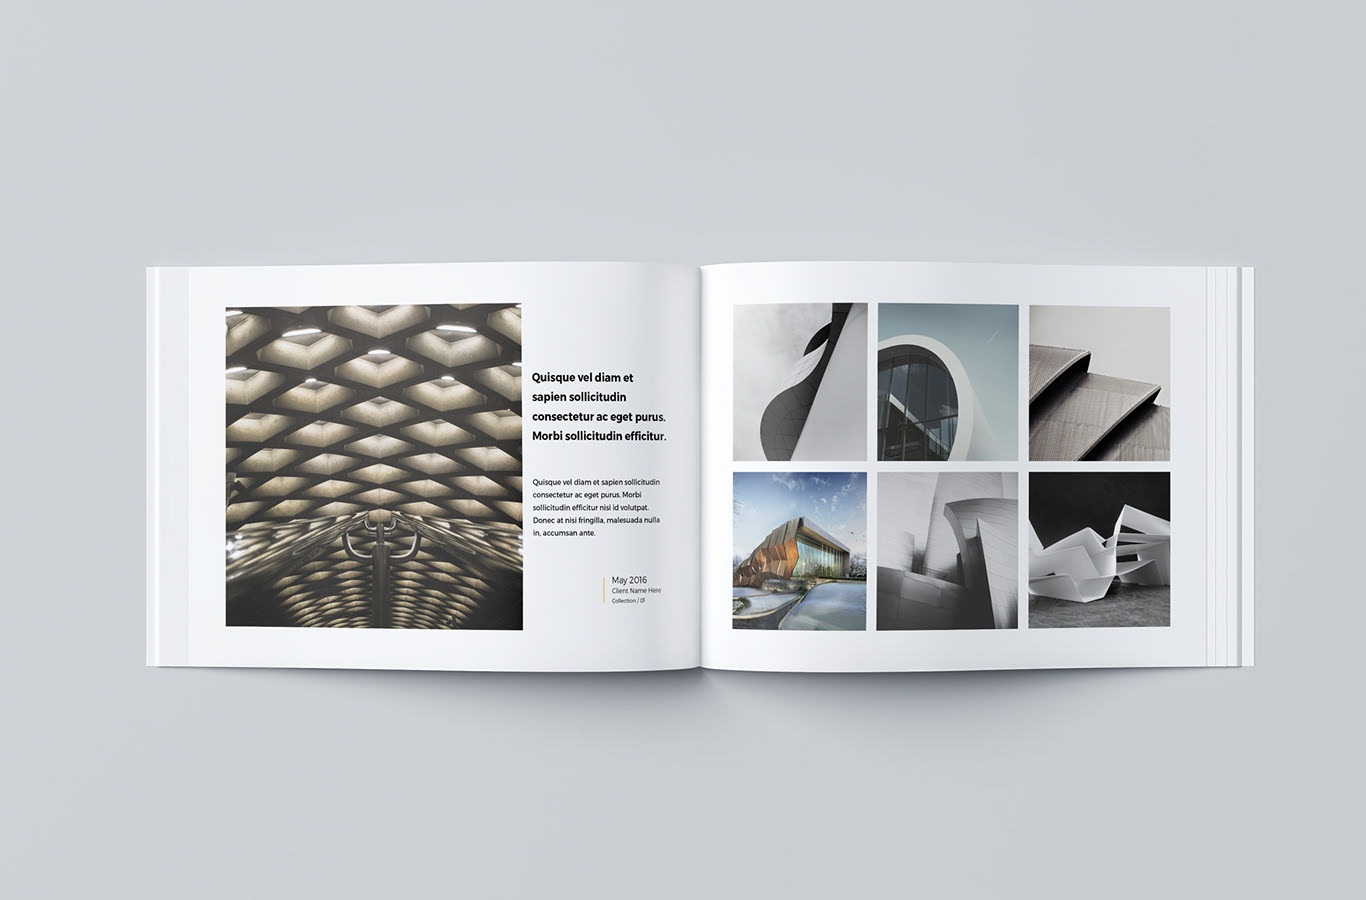 Quisque vel diam et
sapien sollicitudin
consectetur ac eget purus.
Morbi sollicitudin efficitur.
Quisque vel diam et sapien sollicitudin
consectetur ac eget purus. Morbi
sollicitudin efficitur nisi id volutpat.
Donec at nisi fringilla, malesuada nulla
in, accumsan ante.
May 2016
Client Name Here
Collection / 01